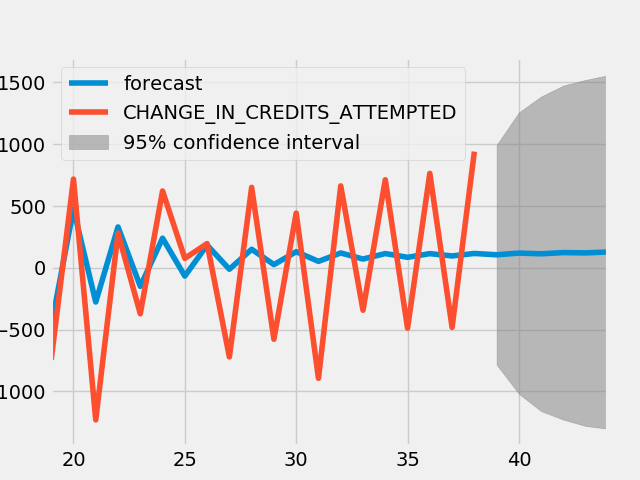 forecast
CHANGE_IN_CREDITS_ATTEMPTED
95% confidence interval
1500
1000
500
0
−500
1000
20 25 30 35 40